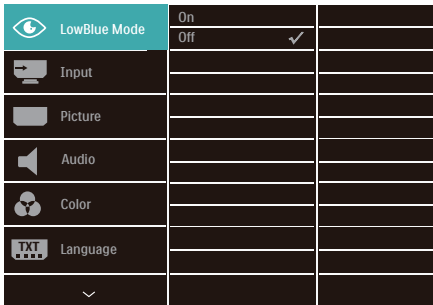 LowBlue Mode
On
Off
Input
Picture
Audio
Color
TXT
Language